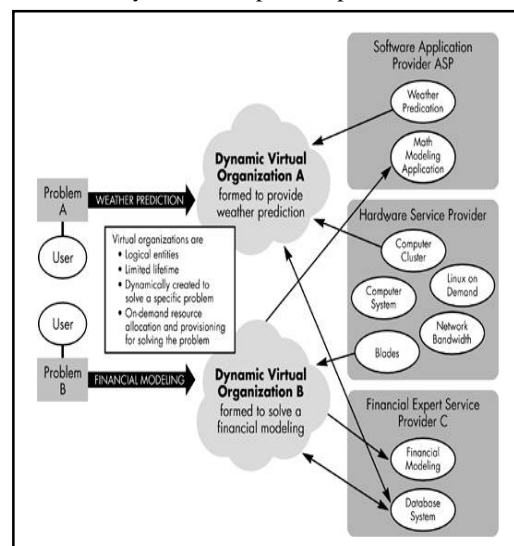 Software Application
Provider ASP
Weather
Predication
Math
Modeling
Application
Dynamic Virtual
Organization A
formed to provide
weather prediction
Problem
A
WEATHER PREDICTION
User
Virtual organizations are
• Logical entities
• Limited lifetime
• Dynamically created to
solve a specific problem
• On-demand resource
allocation and provisioning
for solving the problem
Hardware Service Provider
Computer
Cluster
Linux on
Demand
Computer
System
Network
Bandwidth
Blades
User
Problem
B
FINANCIAL MODELING
Dynamic Virtual
Organization B
formed to solve a
financial modeling
Financial Expert Service
Provider C
Financial
Modeling
Database
System